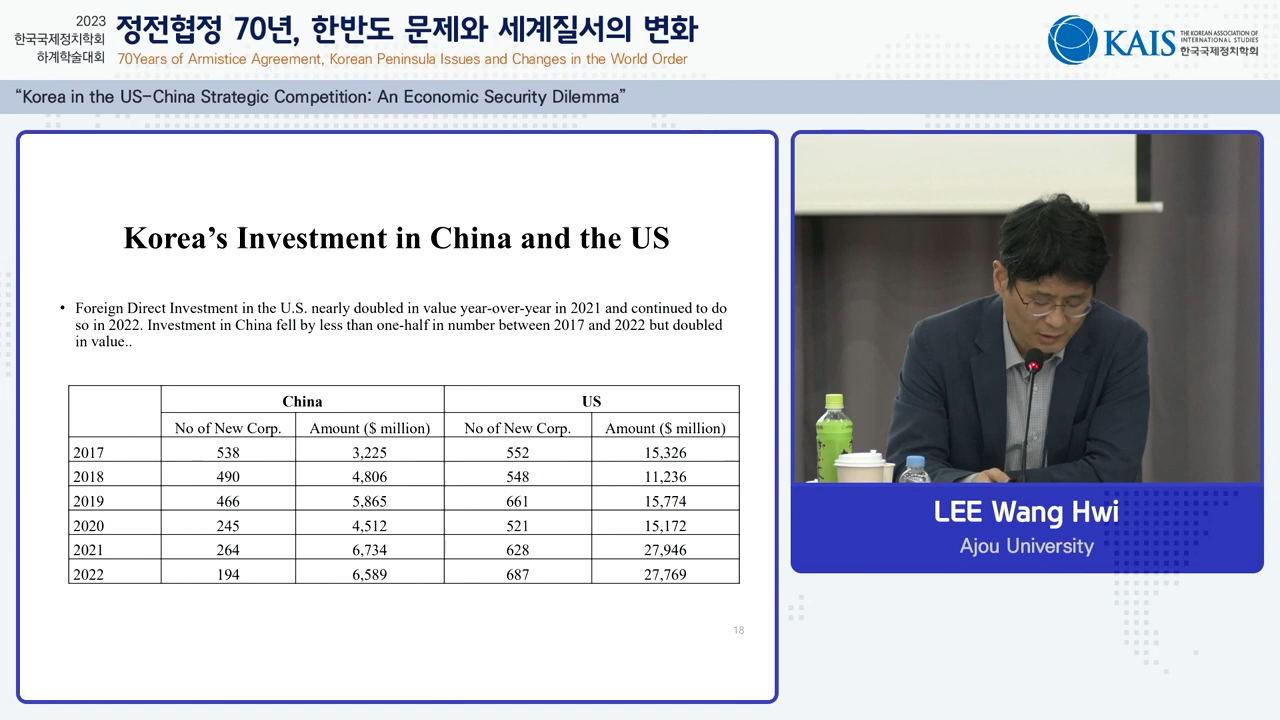 2023
한국국제정치학회
하계학술대회
정전협정 70년, 한반도 문제와 세계질서의 변화
70Years of Armistice Agreement, Korean Peninsula Issues and Changes in the World Order
KAIS
THE KOREAN ASSOCIATION OF
INTERNATIONAL STUDIES
한국국제정치학회
“Korea in the US-China Strategic Competition: An Economic Security Dilemma”
Korea’s Investment in China and the US
• Foreign Direct Investment in the U.S. nearly doubled in value year-over-year in 2021 and continued to do
so in 2022. Investment in China fell by less than one-half in number between 2017 and 2022 but doubled
in value..
China US
No of New Corp. Amount ($ million) No of New Corp. Amount ($ million)
2017 538 3,225 552 15,326
2018 490 4,806 548 11,236
2019 466 5,865 661 15,774
2020 245 4,512 521 15,172
2021 264 6,734 628 27,946
2022 194 6,589 687 27,769
18
LEE Wang Hwi
Ajou University